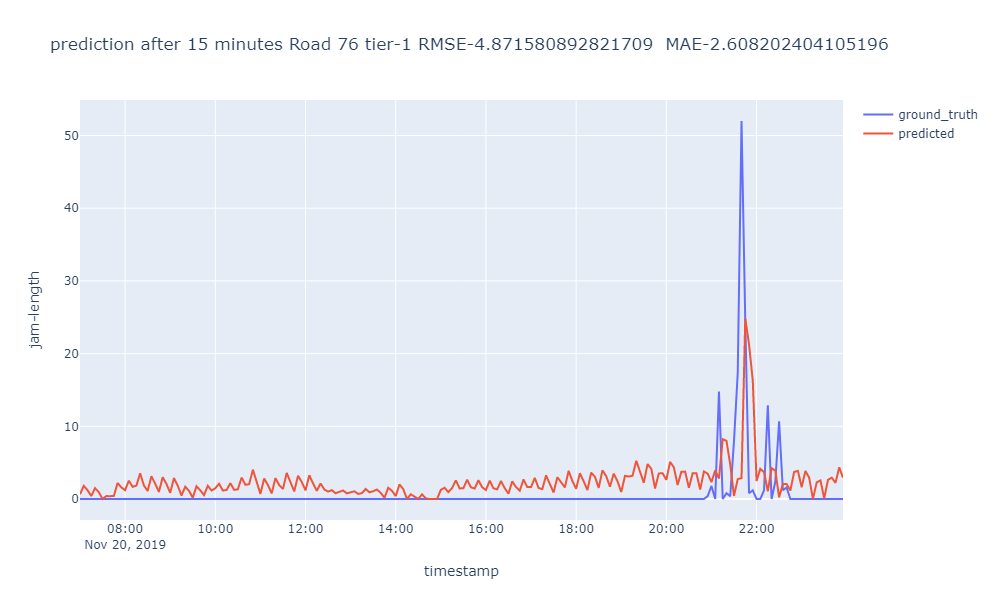 prediction after 15 minutes Road 76 tier-1 RMSE-4.871580892821709  MAE-2.608202404105196
ground_truth
predicted
50
40
30
20
10
0
jam-length
08:00 10:00 12:00 14:00 16:00 18:00 20:00 22:00
Nov 20, 2019
timestamp